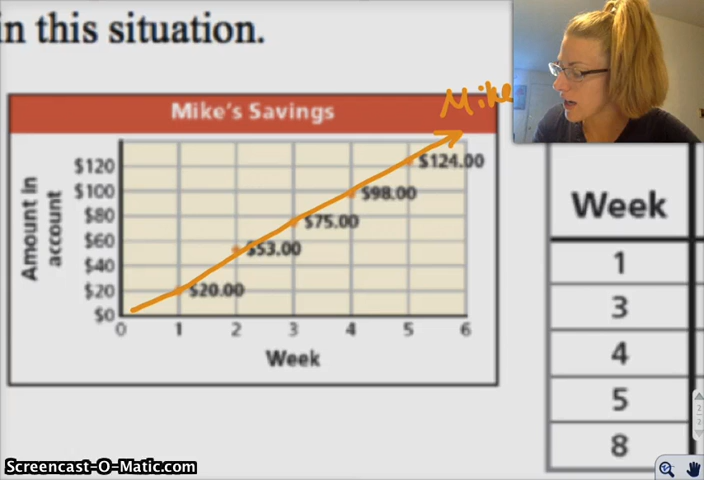 in this situation.
Mike's Savings
Mike
Amount in
account
$120
$100
$80
$60
$40
$20
$0
$124.00
$98.00
$75.00
$53.00
$20.00
0 1 2 3 4 5 6
Week
Week
1
3
4
5
8
Screencast-O-Matic.com